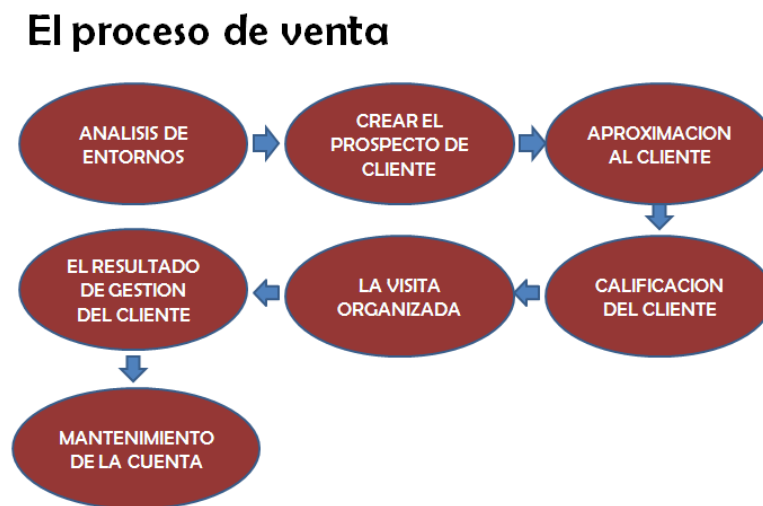 El proceso de venta
ANALISIS DE
ENTORNOS
CREAR EL
PROSPECTO DE
CLIENTE
APROXIMACION
AL CLIENTE
CALIFICACION
DEL CLIENTE
LA VISITA
ORGANIZADA
EL RESULTADO
DE GESTION
DEL CLIENTE
MANTENIMIENTO
DE LA CUENTA